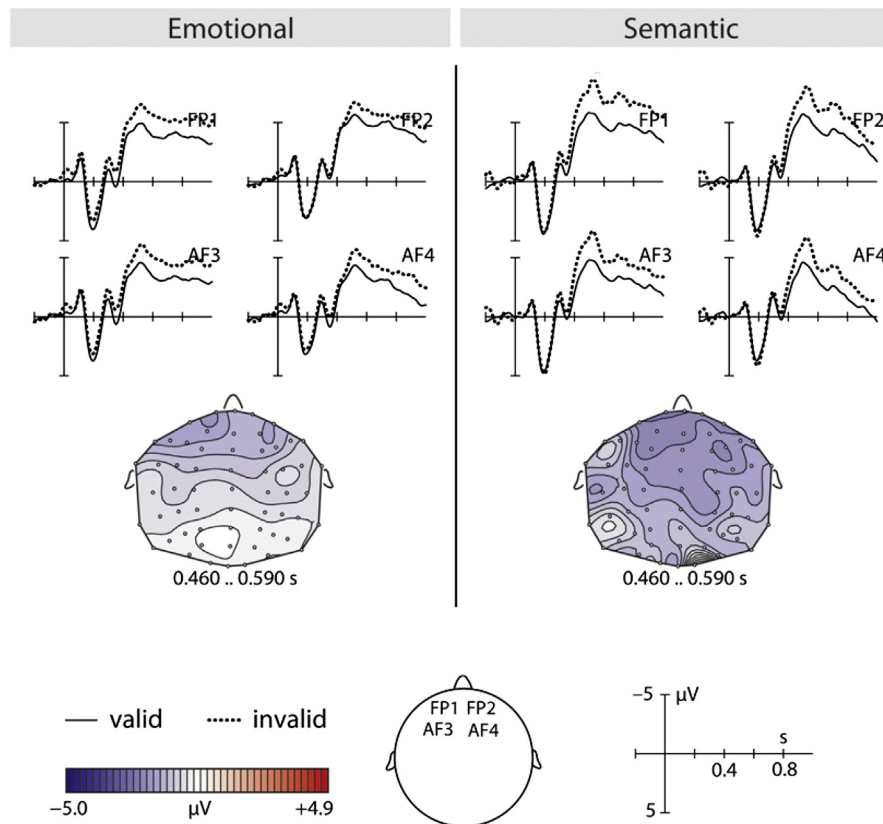 Emotional
Semantic
FP1
FP2
FP1
FP2
AF3
AF4
AF3
AF4
0.460 .. 0.590 s
0.460 .. 0.590 s
valid
invalid
−5.0
μV
+4.9
FP1 FP2
AF3 AF4
−5 μV
s
0.4 0.8
5